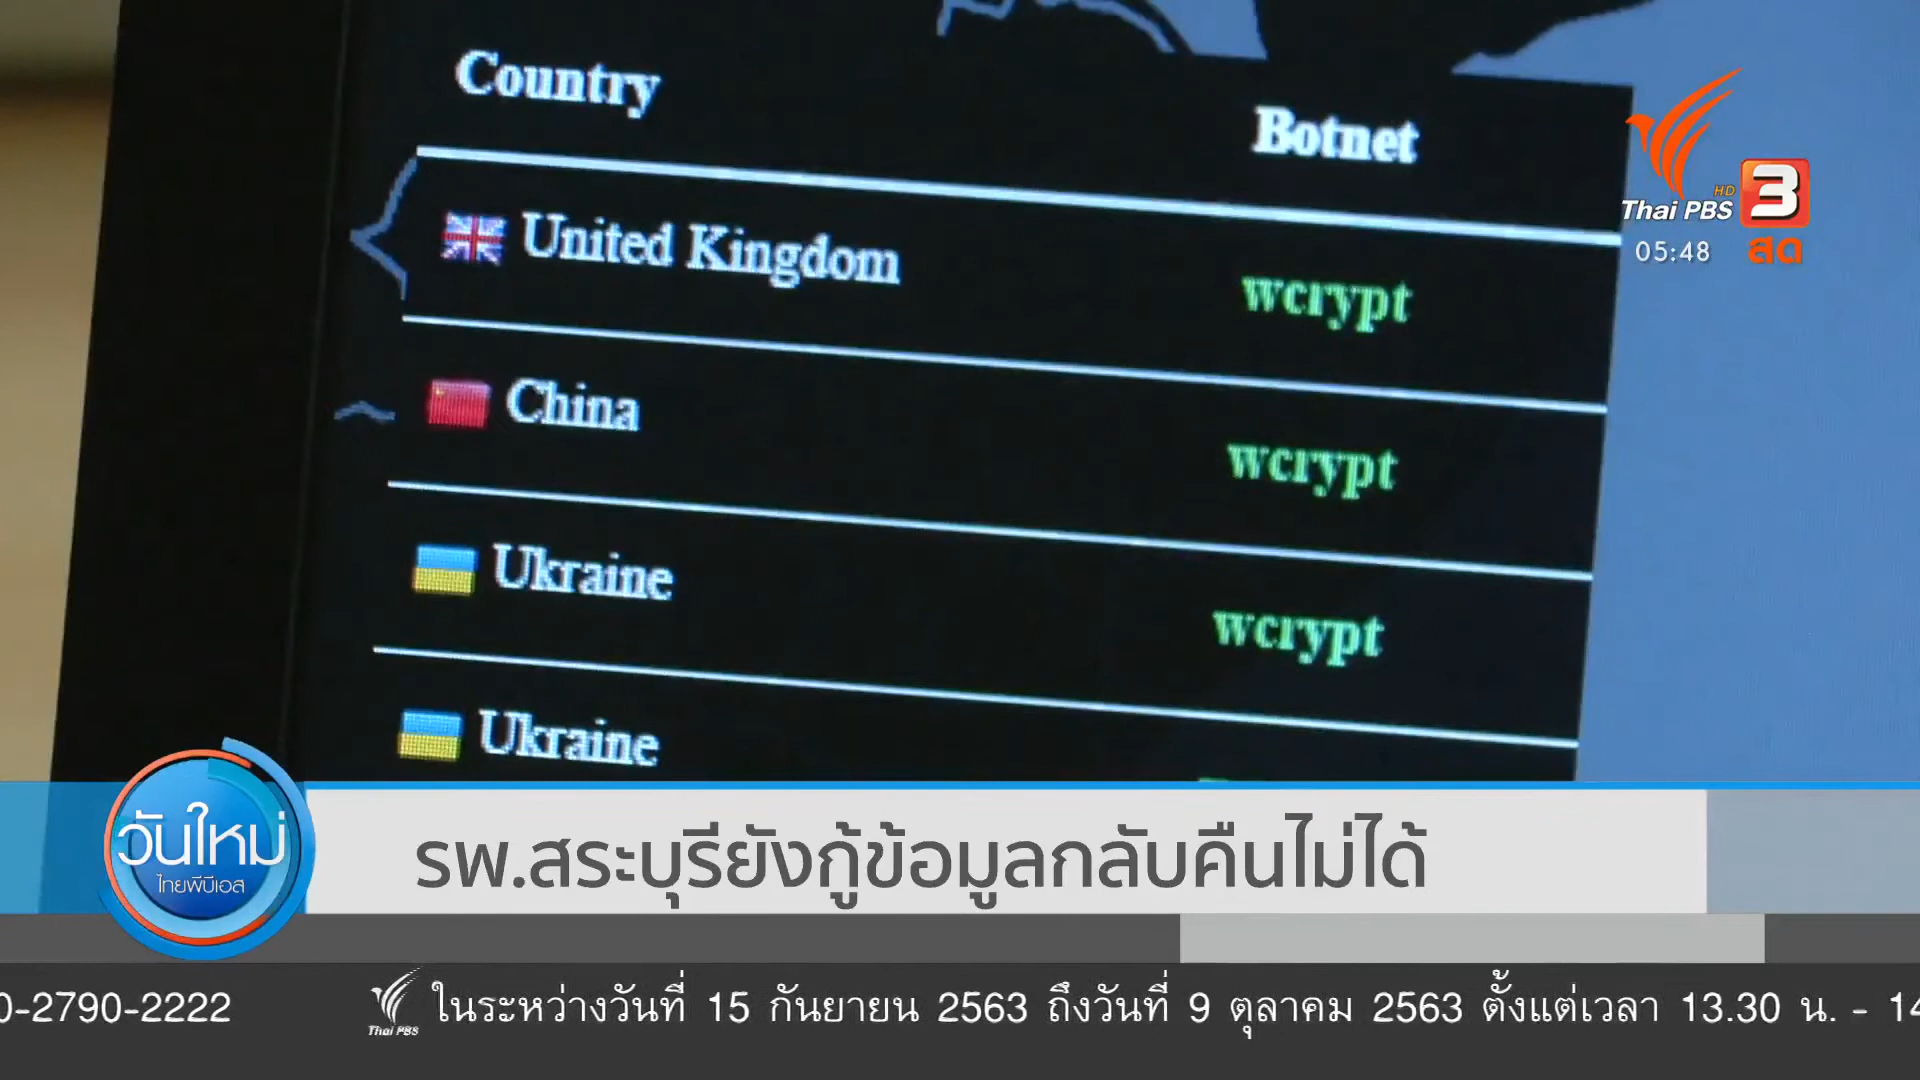 Country
Botnet
United Kingdom
wcrypt
China
wcrypt
Ukraine
wcrypt
Ukraine
HD
Thai PBS 3
05:48 สด
วันใหม่
ไทยพีบีเอส
รพ.สระบุรียังกู้ข้อมูลกลับคืนไม่ได้
0-2790-2222 Thai PBS ในระหว่างวันที่ 15 กันยายน 2563 ถึงวันที่ 9 ตุลาคม 2563 ตั้งแต่เวลา 13.30 น. - 14